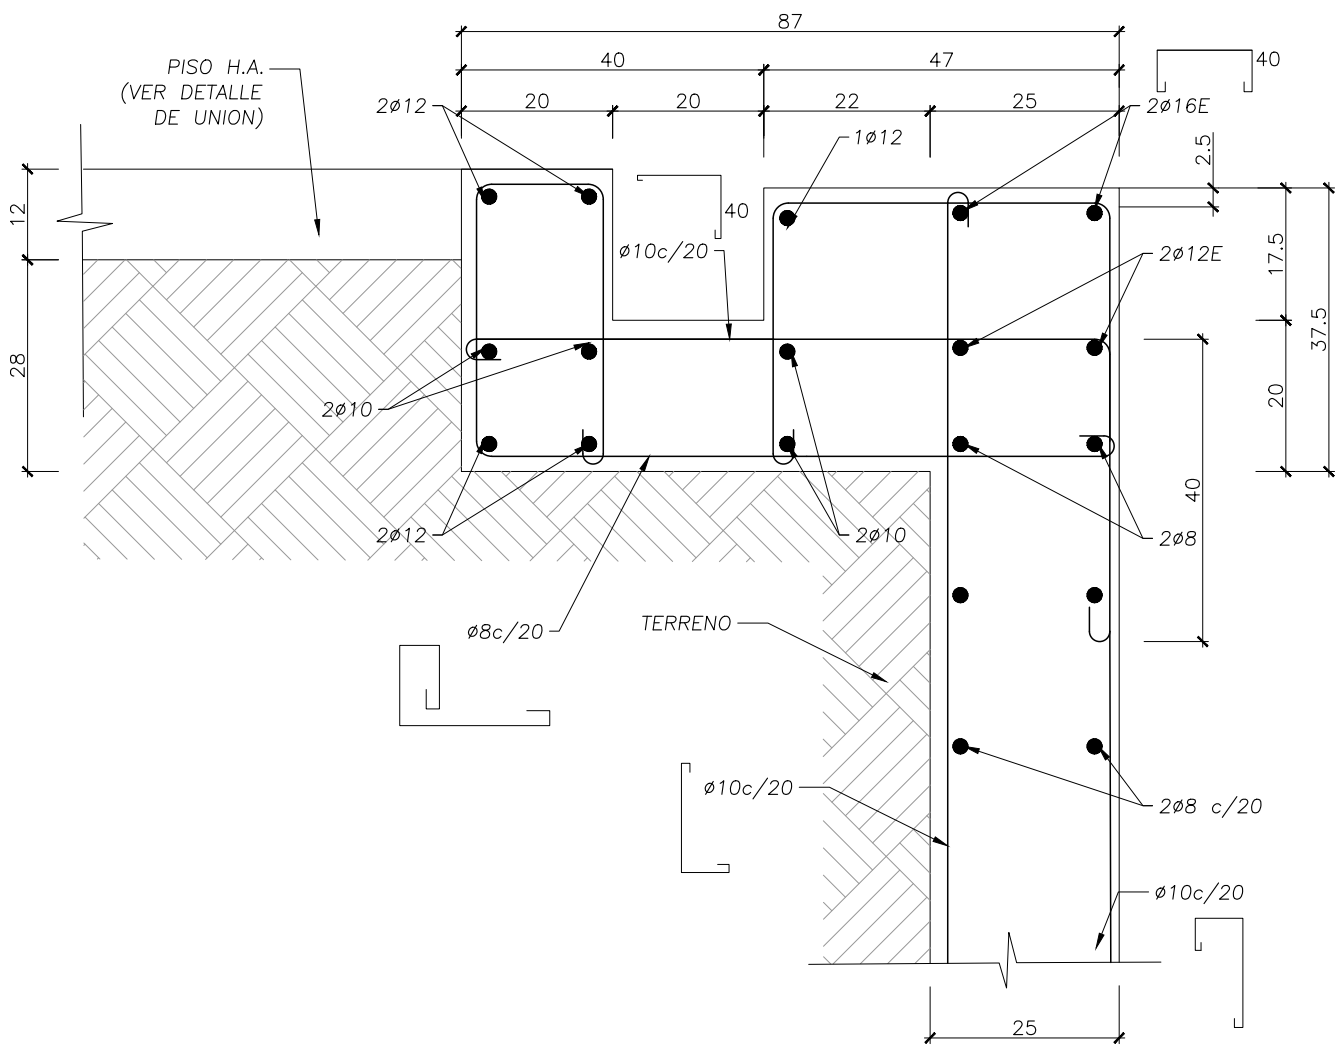 87
40
47
40
20
20
22
25
PISO H.A.
(VER DETALLE
DE UNION)
2ø12
1ø12
2ø16E
2.5
12
40
ø10c/20
2ø12E
17.5
37.5
28
2ø10
20
40
2ø12
2ø10
2ø8
ø8c/20
TERRENO
ø10c/20
2ø8 c/20
ø10c/20
25